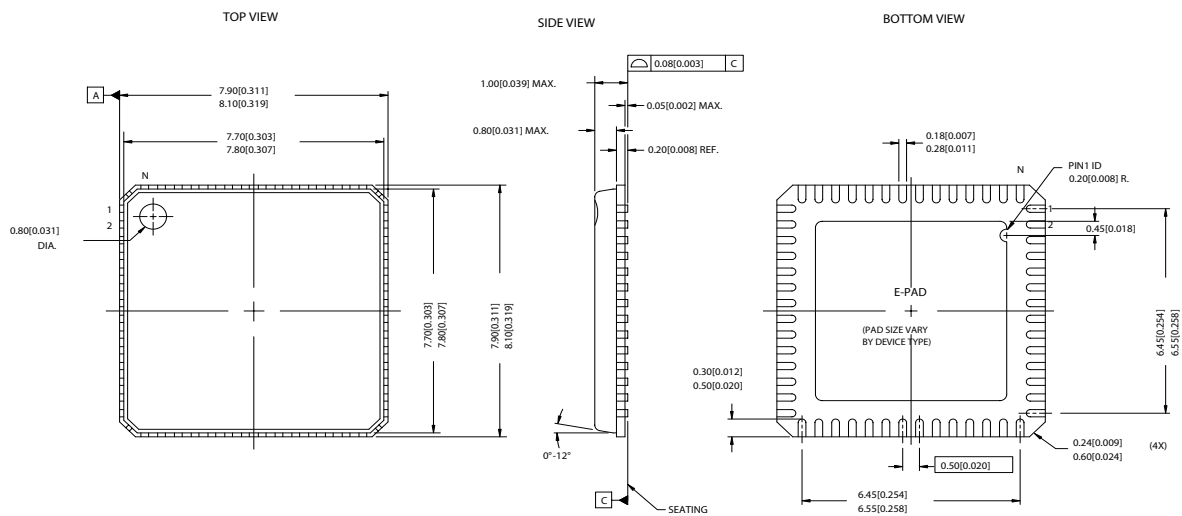 TOP VIEW
SIDE VIEW
BOTTOM VIEW
A
7.90[0.311]
8.10[0.319]
7.70[0.303]
7.80[0.307]
N
1
2
0.80[0.031]
DIA.
7.70[0.303]
7.80[0.307]
7.90[0.311]
8.10[0.319]
0.08[0.003] C
1.00[0.039] MAX.
0.05[0.002] MAX.
0.80[0.031] MAX.
0.20[0.008] REF.
0°-12°
C
SEATING
0.18[0.007]
0.28[0.011]
N
PIN1 ID
0.20[0.008] R.
1
2
0.45[0.018]
E-PAD
(PAD SIZE VARY
BY DEVICE TYPE)
6.45[0.254]
6.55[0.258]
0.30[0.012]
0.50[0.020]
0.24[0.009]
0.60[0.024]
(4X)
0.50[0.020]
6.45[0.254]
6.55[0.258]